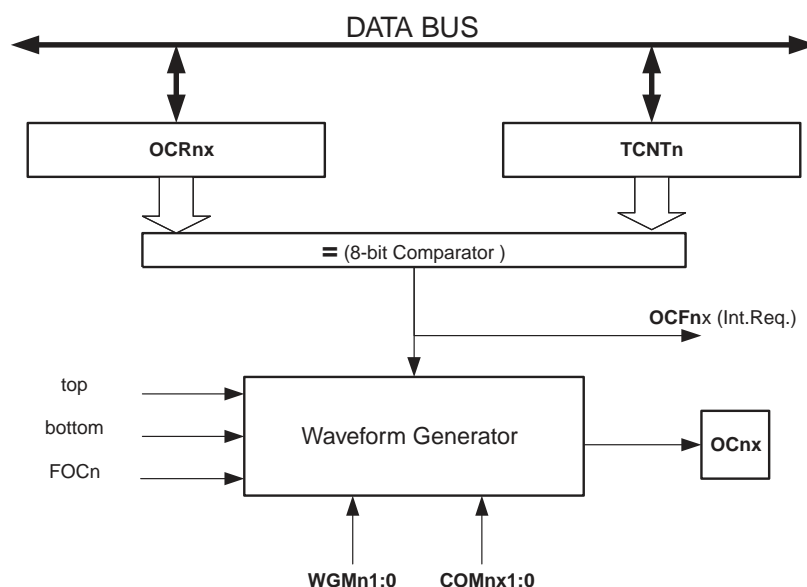 DATA BUS
OCRnx
TCNTn
= (8-bit Comparator )
OCFnx (Int.Req.)
top
bottom
FOCn
Waveform Generator
OCnx
WGMn1:0
COMnx1:0